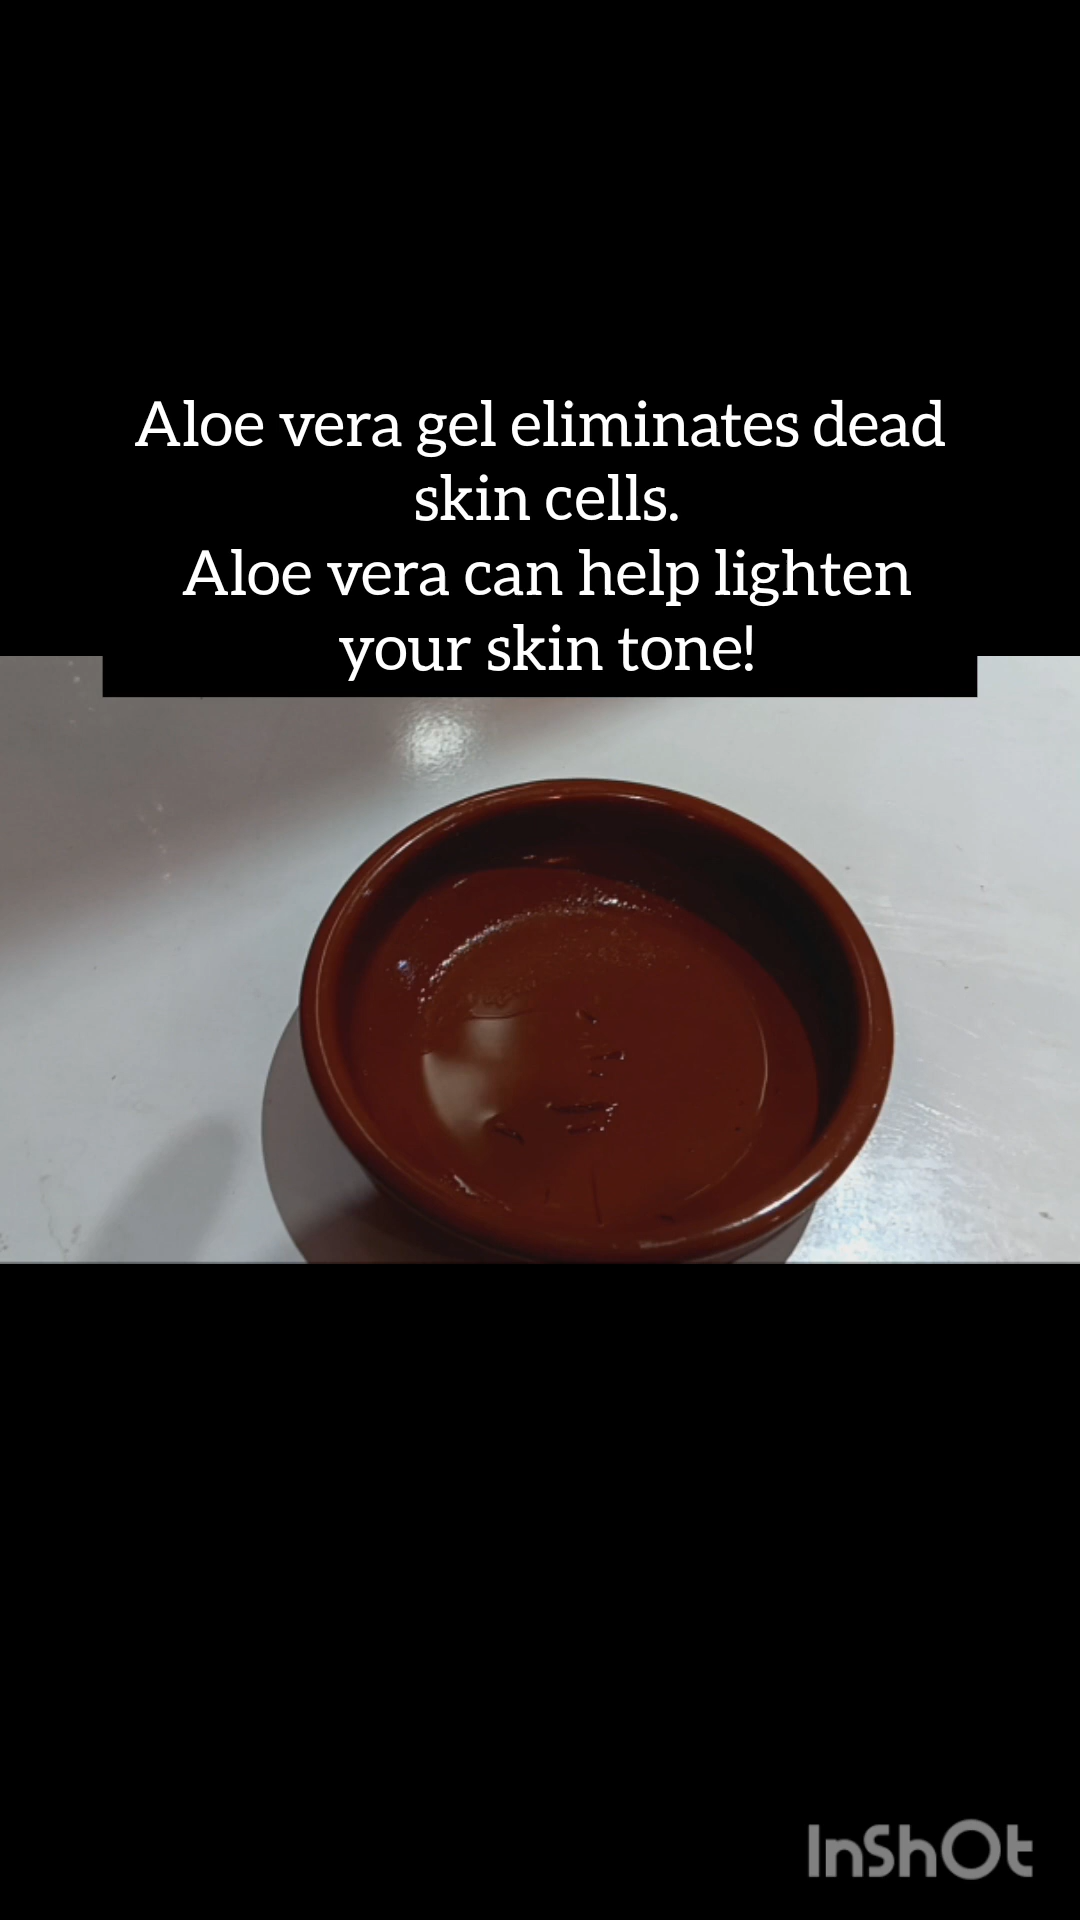 Aloe vera gel eliminates dead
skin cells.
Aloe vera can help lighten
your skin tone!
InShOt